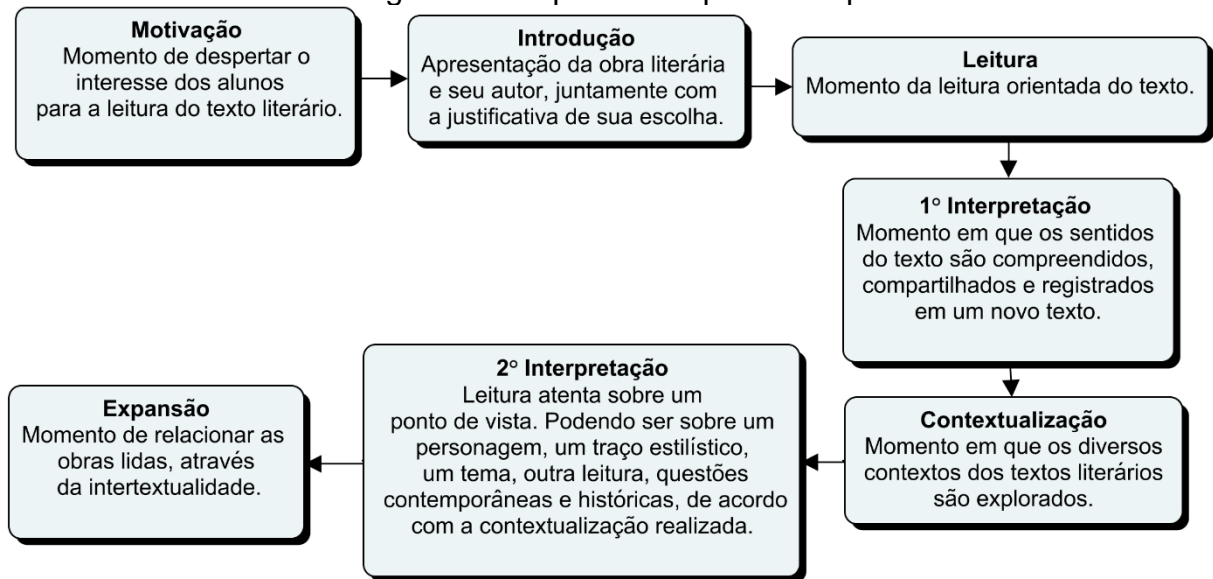 Motivação
Momento de despertar o
interesse dos alunos
para a leitura do texto literário.
Introdução
Apresentação da obra literária
e seu autor, juntamente com
a justificativa de sua escolha.
Leitura
Momento da leitura orientada do texto.
1° Interpretação
Momento em que os sentidos
do texto são compreendidos,
compartilhados e registrados
em um novo texto.
Contextualização
Momento em que os diversos
contextos dos textos literários
são explorados.
2° Interpretação
Leitura atenta sobre um
ponto de vista. Podendo ser sobre um
personagem, um traço estilístico,
um tema, outra leitura, questões
contemporâneas e históricas, de acordo
com a contextualização realizada.
Expansão
Momento de relacionar as
obras lidas, através
da intertextualidade.